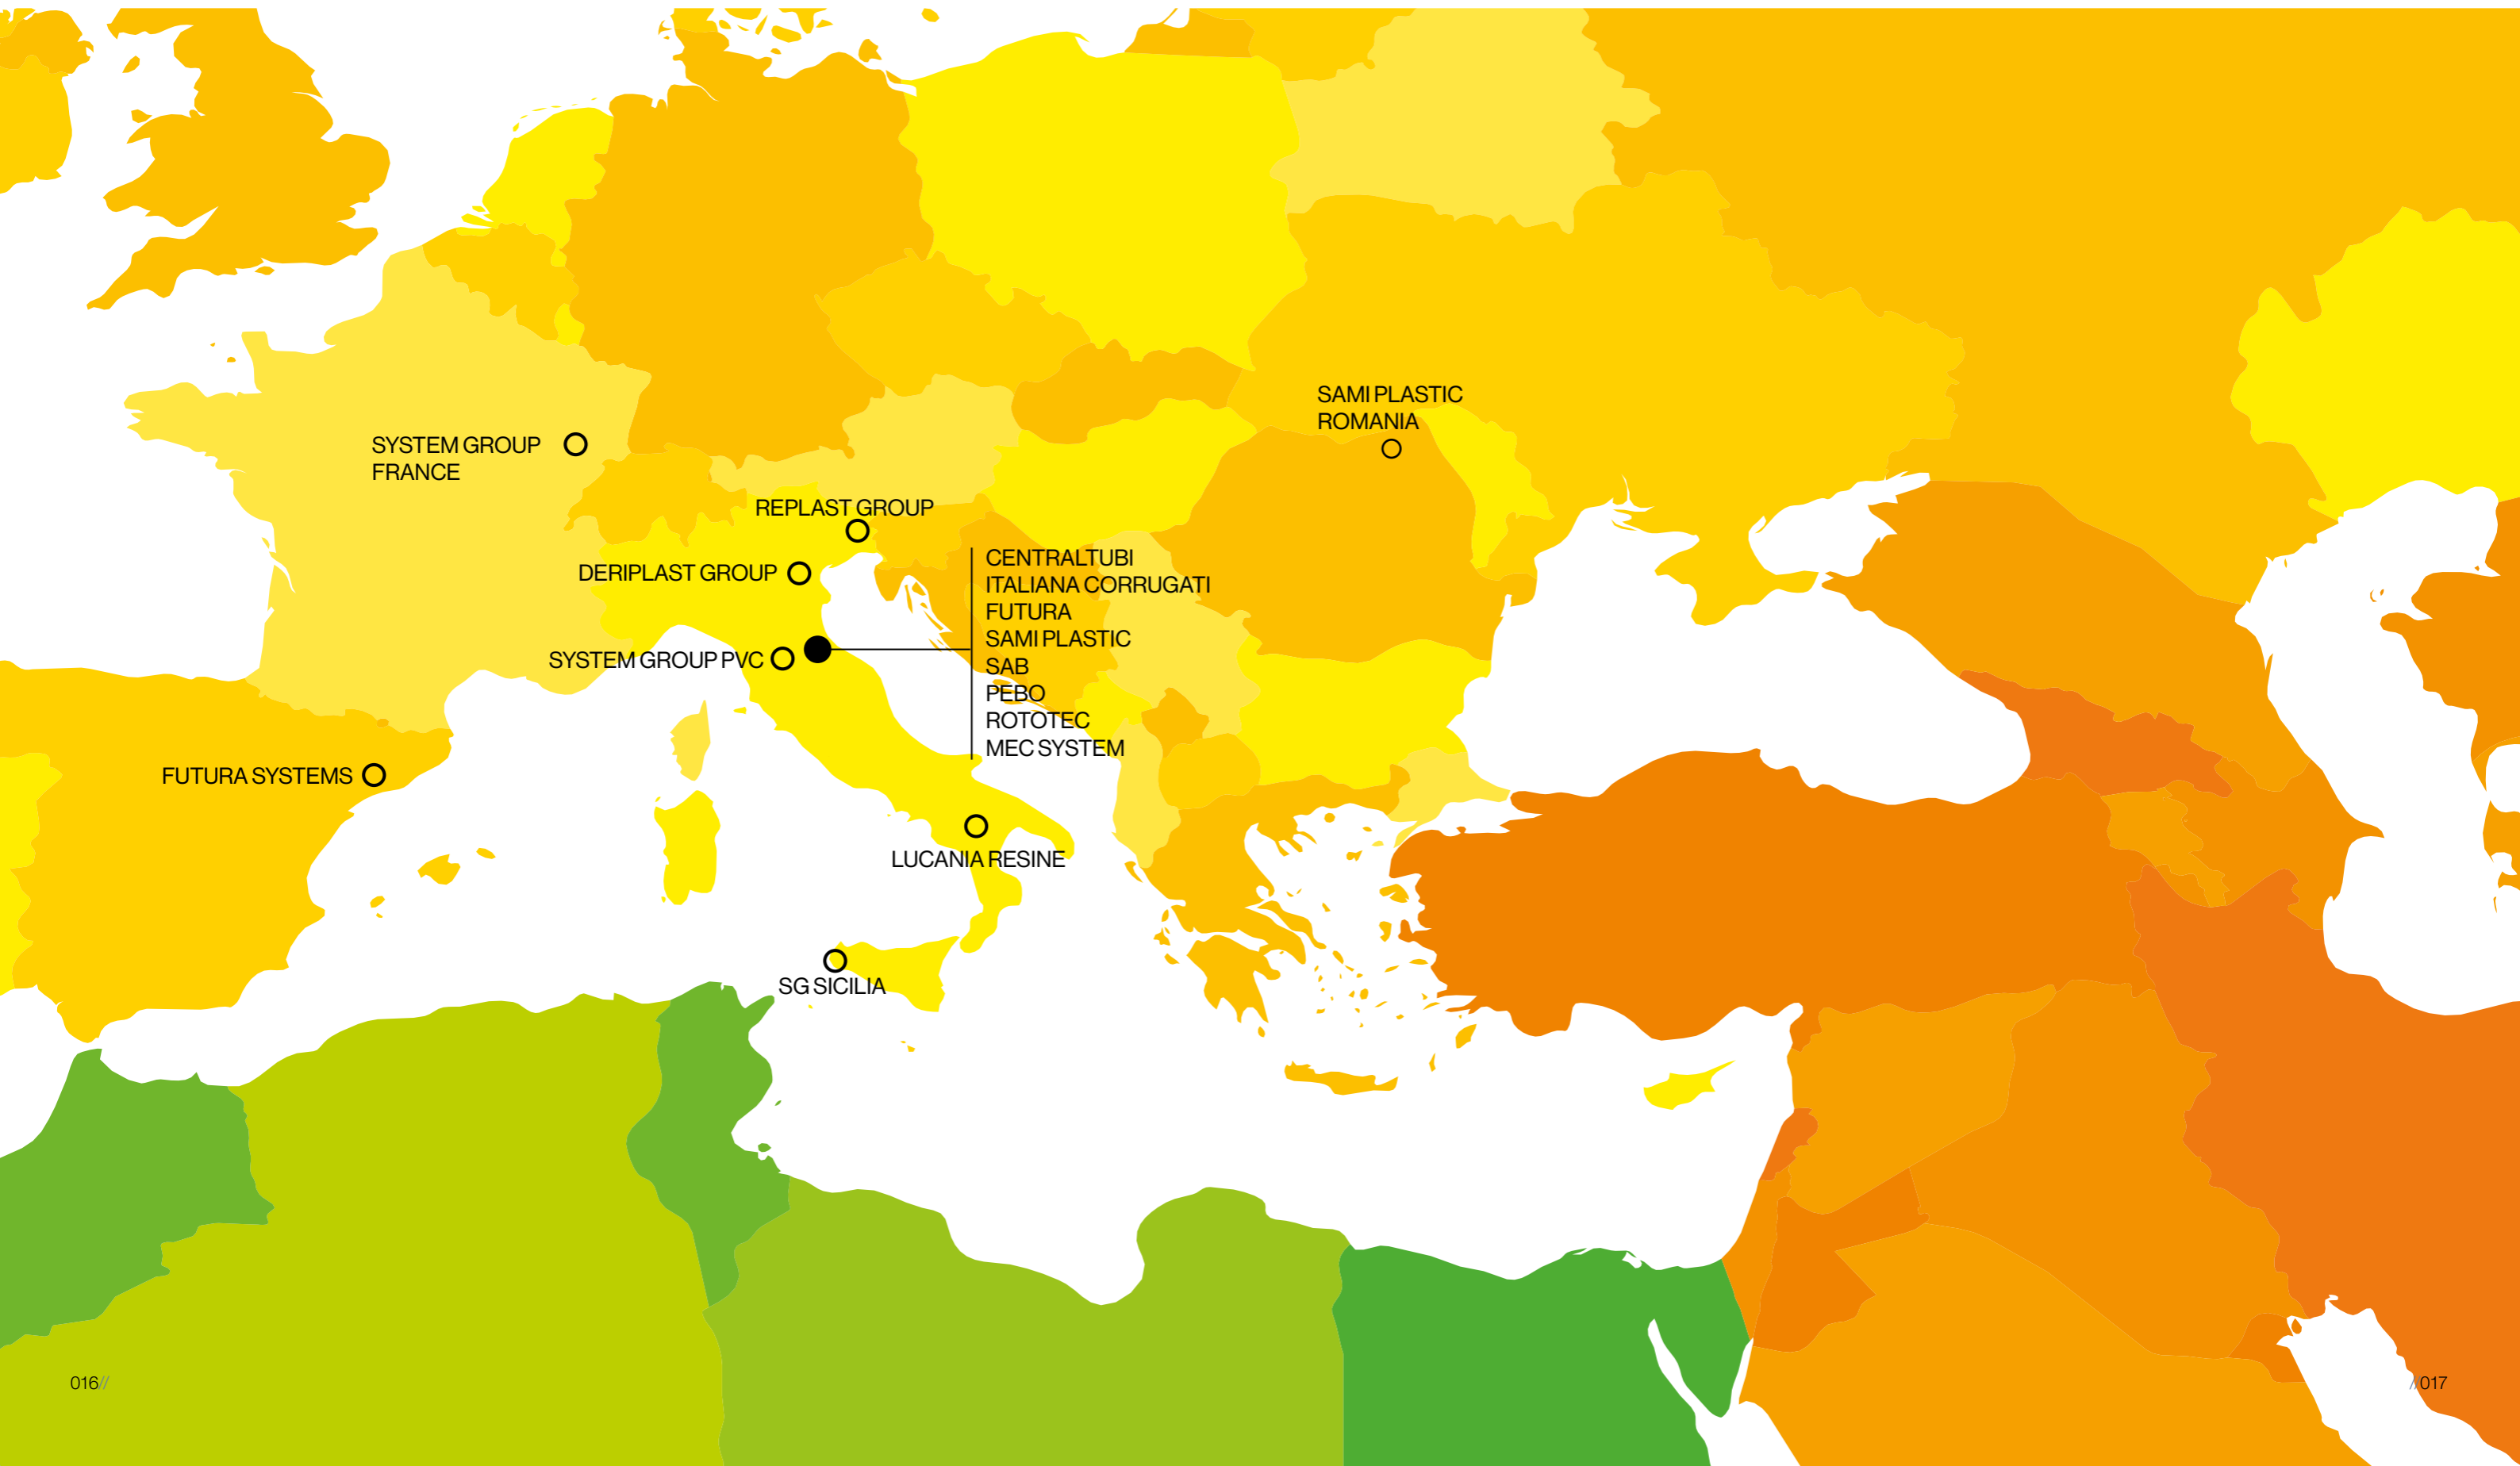 SAMI PLASTIC
ROMANIA
SYSTEM GROUP
FRANCE
REPLAST GROUP
DERIPLAST GROUP
CENTRALTUBI
ITALIANA CORRUGATI
FUTURA
SAMI PLASTIC
SAB
PEBO
ROTOTEC
MEC SYSTEM
SYSTEM GROUP PVC
FUTURA SYSTEMS
LUCANIA RESINE
SG SICILIA
016//
//017